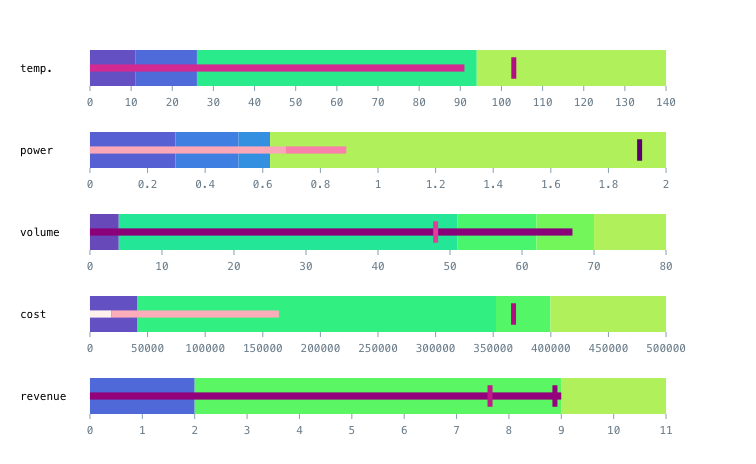 temp.
0 10 20 30 40 50 60 70 80 90 100 110 120 130 140
power
0 0.2 0.4 0.6 0.8 1 1.2 1.4 1.6 1.8 2
volume
0 10 20 30 40 50 60 70 80
cost
0 50000 100000 150000 200000 250000 300000 350000 400000 450000 500000
revenue
0 1 2 3 4 5 6 7 8 9 10 11